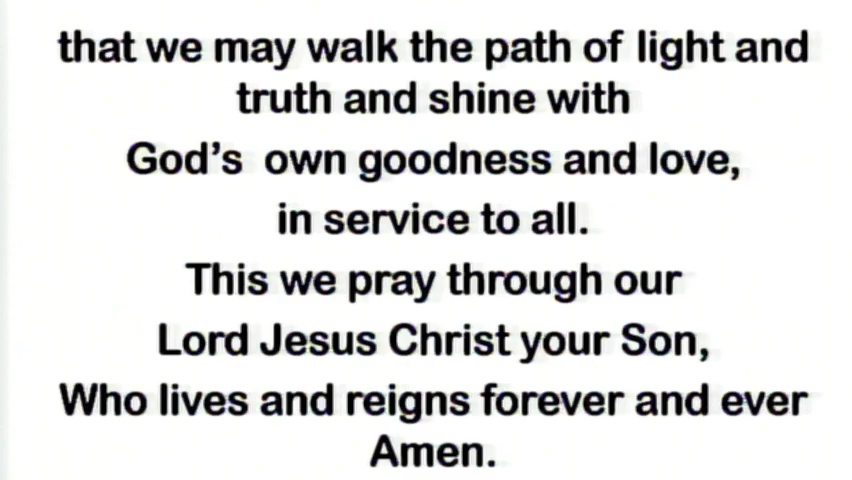 that we may walk the path of light and
truth and shine with
God’s  own goodness and love,
in service to all.
This we pray through our
Lord Jesus Christ your Son,
Who lives and reigns forever and ever
Amen.